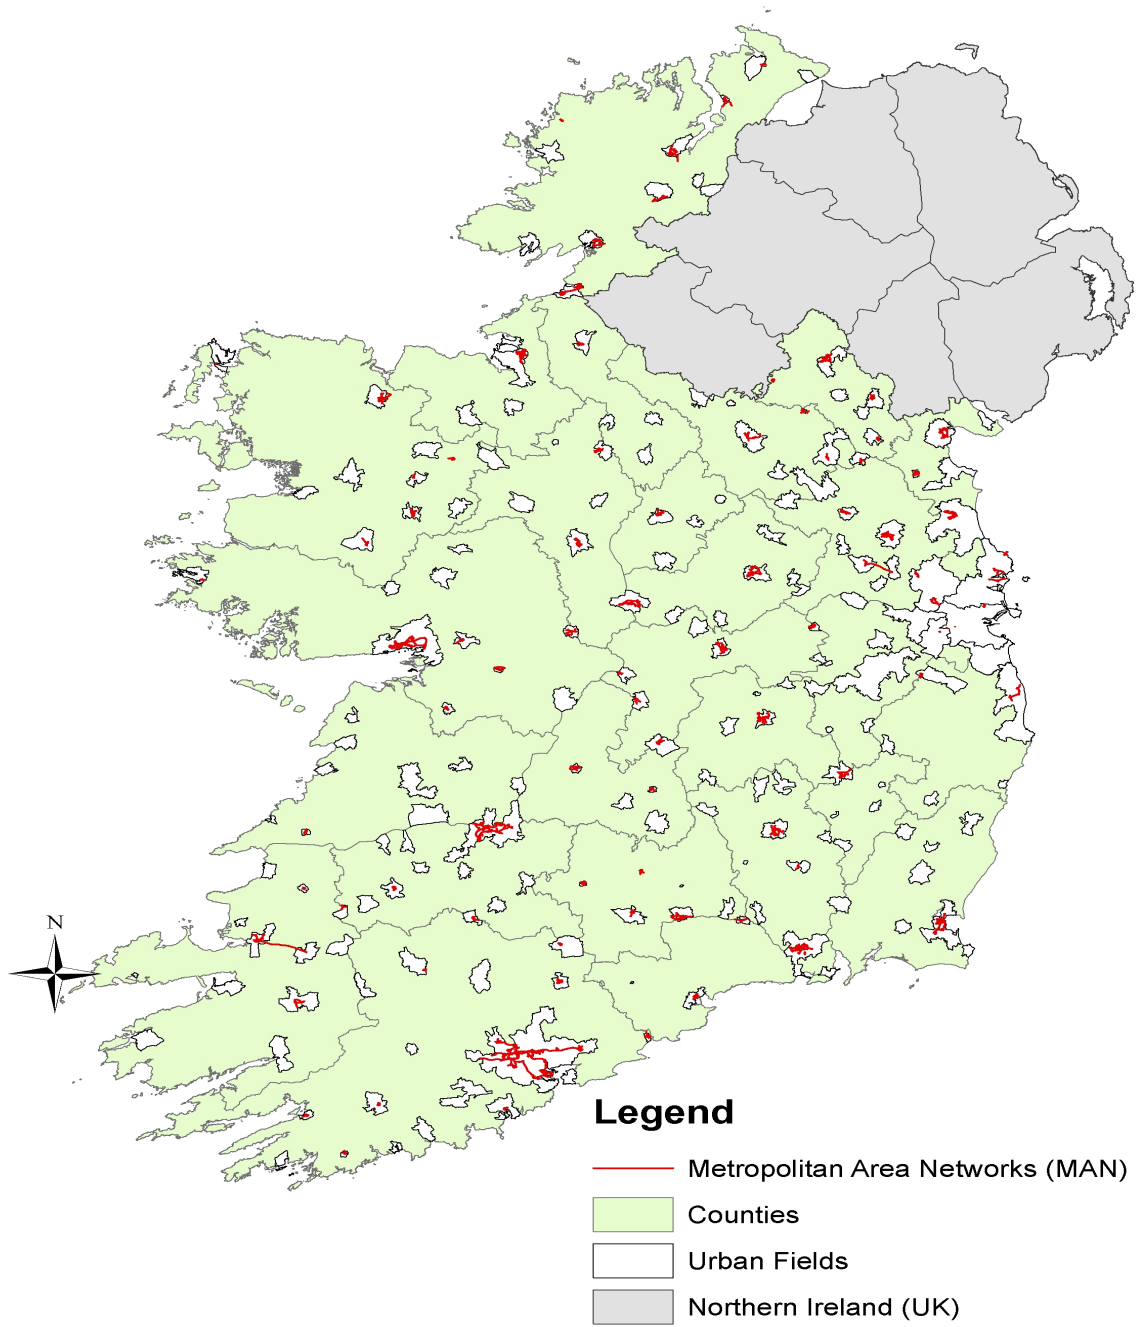 N
Legend
Metropolitan Area Networks (MAN)
Counties
Urban Fields
Northern Ireland (UK)